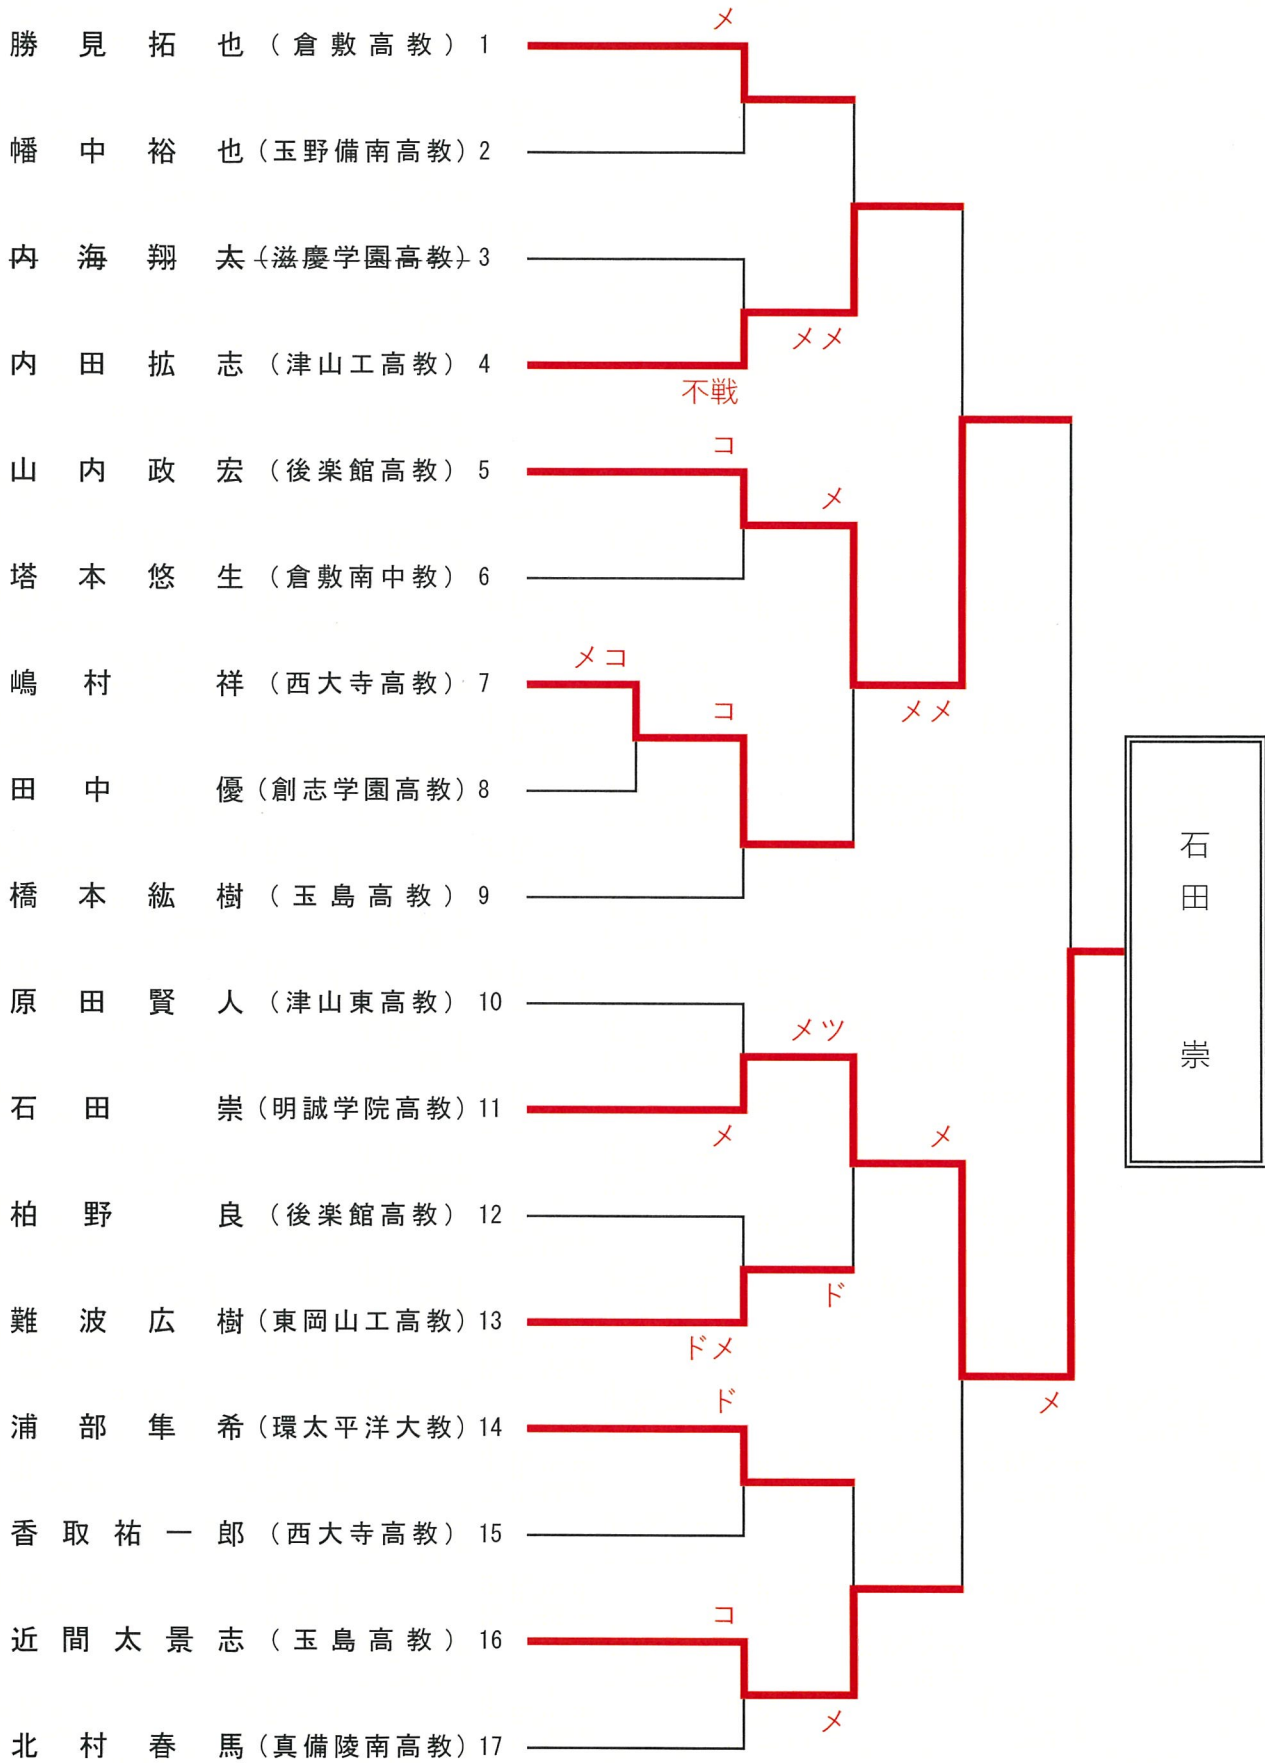 メ
勝見拓也（倉敷高教）1
幡中裕也（玉野備南高教）2
内海翔太（滋慶学園高教）3
メメ
内田拡志（津山工高教）4
不戦
コ
山内政宏（後楽館高教）5
メ
塔本悠生（倉敷南中教）6
メコ
嶋村祥（西大寺高教）7
コ
メメ
田中優（創志学園高教）8
橋本紘樹（玉島高教）9
原田賢人（津山東高教）10
メツ
石田崇（明誠学院高教）11
メ
メ
柏野良（後楽館高教）12
ド
難波広樹（東岡山工高教）13
ドメ
ド
メ
浦部隼希（環太平洋大教）14
香取祐一郎（西大寺高教）15
コ
近間太景志（玉島高教）16
メ
北村春馬（真備陵南高教）17
石田崇